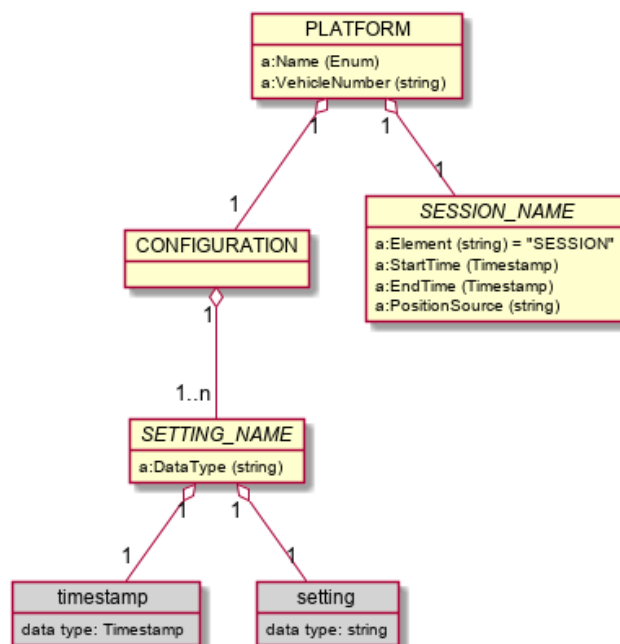 PLATFORM
a:Name (Enum)
a:VehicleNumber (string)
1
1
1
1
SESSION_NAME
a:Element (string) = "SESSION"
a:StartTime (Timestamp)
a:EndTime (Timestamp)
a:PositionSource (string)
CONFIGURATION
1
1..n
SETTING_NAME
a:DataType (string)
1
1
1
1
timestamp
data type: Timestamp
setting
data type: string